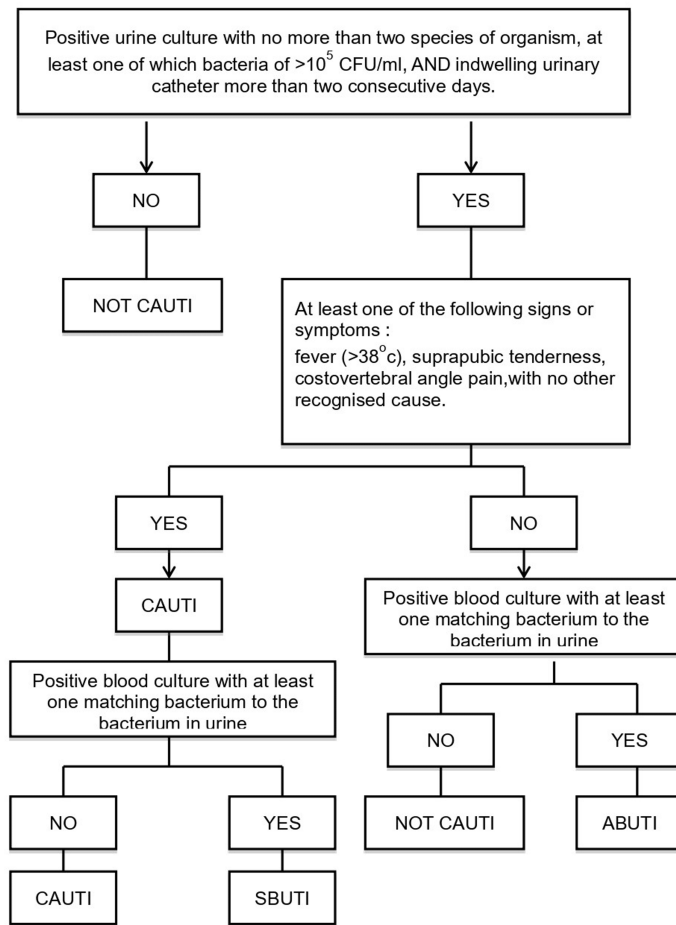 Positive urine culture with no more than two species of organism, at
least one of which bacteria of >10⁵ CFU/ml, AND indwelling urinary
catheter more than two consecutive days.
NO
YES
NOT CAUTI
At least one of the following signs or
symptoms :
fever (>38°c), suprapubic tenderness,
costovertebral angle pain,with no other
recognised cause.
YES
NO
CAUTI
Positive blood culture with at least
one matching bacterium to the
bacterium in urine
Positive blood culture with at least
one matching bacterium to the
bacterium in urine
NO
YES
NO
YES
NOT CAUTI
ABUTI
CAUTI
SBUTI